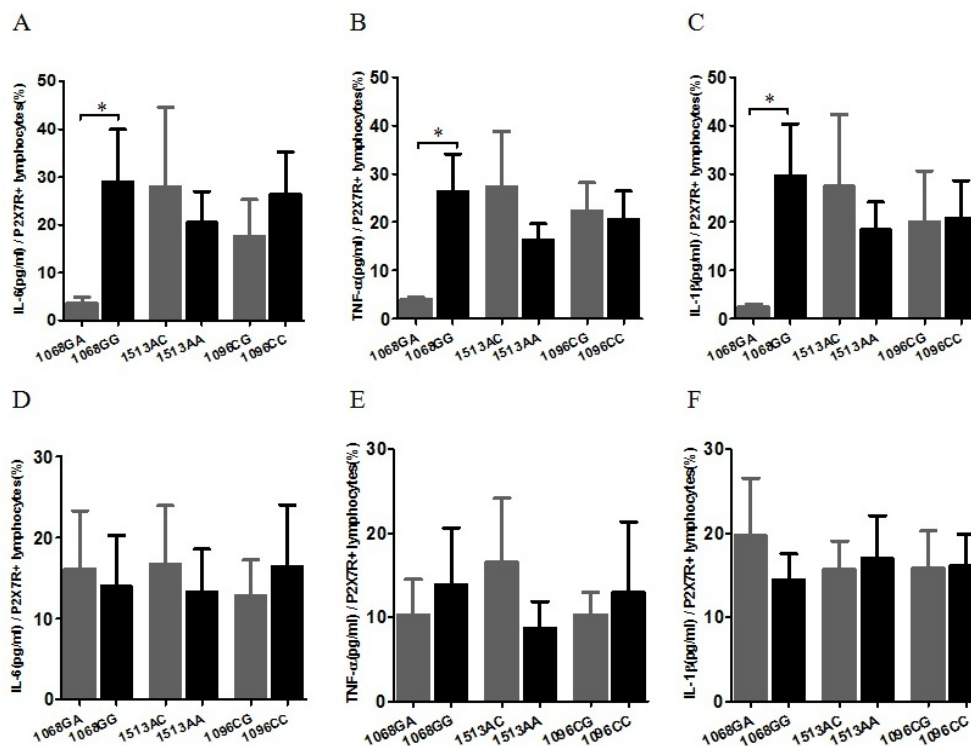 A
B
C
IL-6(pg/ml) / P2X7R+ lymphocytes(%)
50
40
30
20
10
0
*
1068GA
1068GG
1513AC
1513AA
1096CG
1096CC
TNF-α(pg/ml) / P2X7R+ lymphocytes(%)
50
40
30
20
10
0
*
1068GA
1068GG
1513AC
1513AA
1096CG
1096CC
IL-1β(pg/ml) / P2X7R+ lymphocytes(%)
50
40
30
20
10
0
*
1068GA
1068GG
1513AC
1513AA
1096CG
1096CC
D
E
F
IL-6(pg/ml) / P2X7R+ lymphocytes(%)
30
20
10
0
1068GA
1068GG
1513AC
1513AA
1096CG
1096CC
TNF-α(pg/ml) / P2X7R+ lymphocytes(%)
30
20
10
0
1068GA
1068GG
1513AC
1513AA
1096CG
1096CC
IL-1β(pg/ml) / P2X7R+ lymphocytes(%)
30
20
10
0
1068GA
1068GG
1513AC
1513AA
1096CG
1096CC